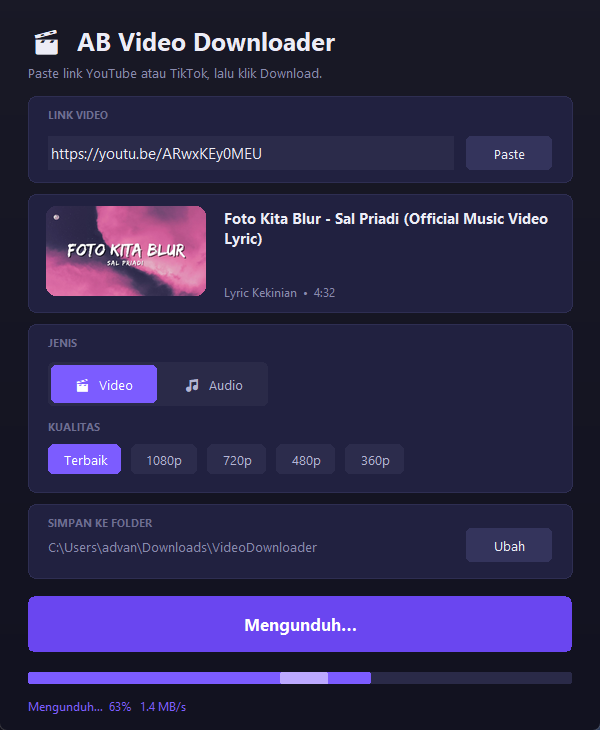 AB Video Downloader
Paste link YouTube atau TikTok, lalu klik Download.
LINK VIDEO
https://youtu.be/ARwxKEy0MEU
Paste
FOTO KITA BLUR
SAL PRIADI
Foto Kita Blur - Sal Priadi (Official Music Video
Lyric)
Lyric Kekinian • 4:32
JENIS
Video
Audio
KUALITAS
Terbaik
1080p
720p
480p
360p
SIMPAN KE FOLDER
C:\Users\advan\Downloads\VideoDownloader
Ubah
Mengunduh...
Mengunduh... 63% 1.4 MB/s